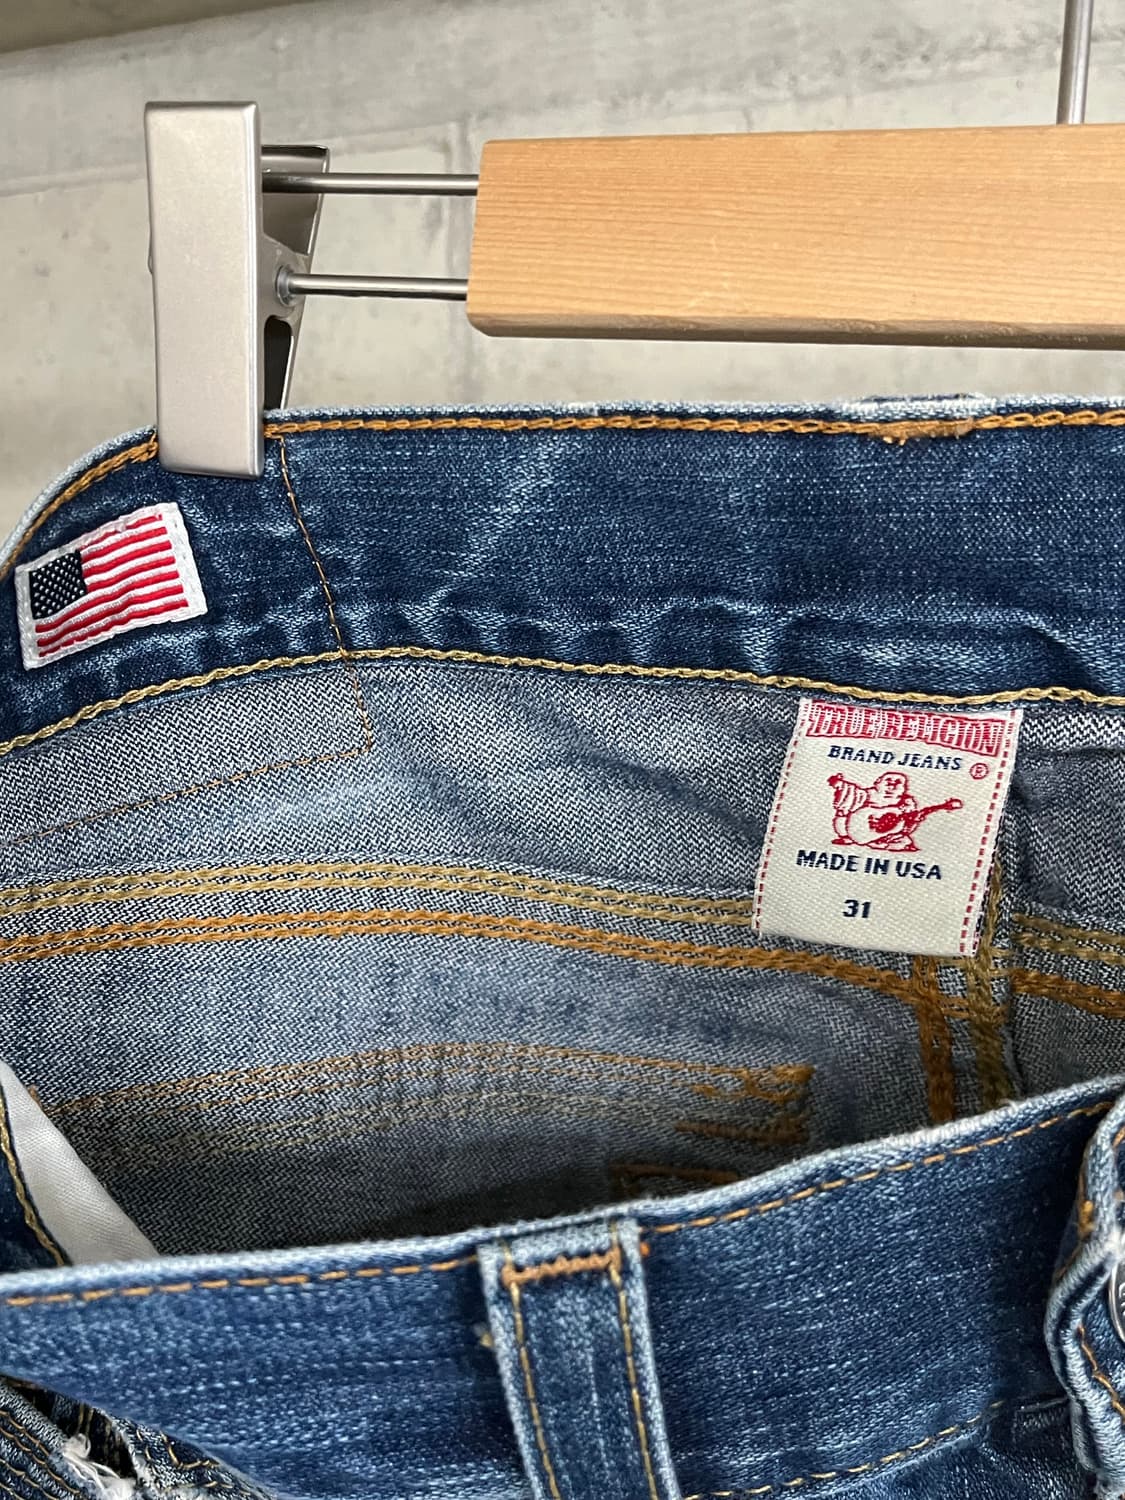 TRUE RELIGION
BRAND JEANS ®
MADE IN USA
31